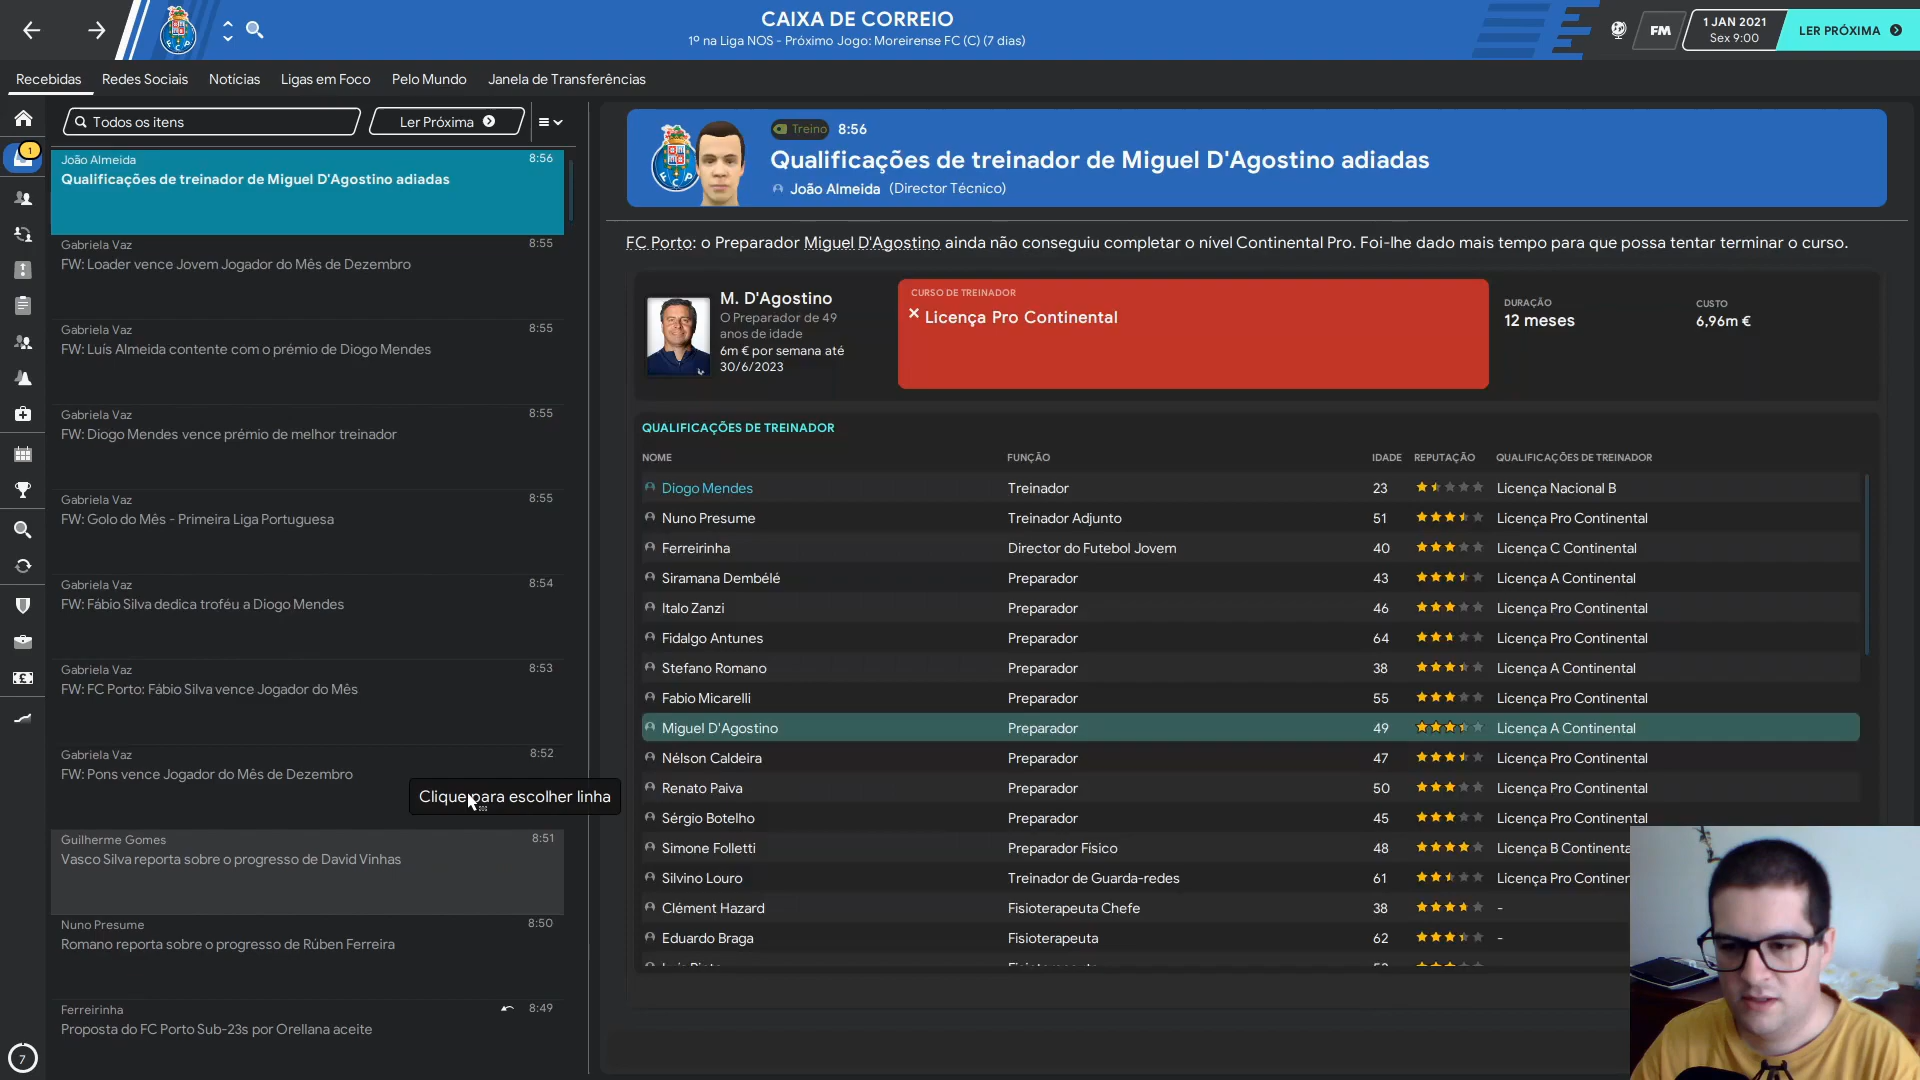 CAIXA DE CORREIO
1º na Liga NOS - Próximo Jogo: Moreirense FC (C) (7 dias)
FM
1 JAN 2021
Sex 9:00
LER PRÓXIMA
Recebidas
Redes Sociais
Notícias
Ligas em Foco
Pelo Mundo
Janela de Transferências
Todos os itens
Ler Próxima
1
João Almeida
8:56
Qualificações de treinador de Miguel D'Agostino adiadas
Gabriela Vaz
8:55
FW: Loader vence Jovem Jogador do Mês de Dezembro
Gabriela Vaz
8:55
FW: Luís Almeida contente com o prémio de Diogo Mendes
Gabriela Vaz
8:55
FW: Diogo Mendes vence prémio de melhor treinador
Gabriela Vaz
8:55
FW: Golo do Mês - Primeira Liga Portuguesa
Gabriela Vaz
8:54
FW: Fábio Silva dedica troféu a Diogo Mendes
Gabriela Vaz
8:53
FW: FC Porto: Fábio Silva vence Jogador do Mês
Gabriela Vaz
8:52
FW: Pons vence Jogador do Mês de Dezembro
Clique para escolher linha
Guilherme Gomes
8:51
Vasco Silva reporta sobre o progresso de David Vinhas
Nuno Presume
8:50
Romano reporta sobre o progresso de Rúben Ferreira
Ferreirinha
8:49
Proposta do FC Porto Sub-23s por Orellana aceite
7
Treino
8:56
Qualificações de treinador de Miguel D'Agostino adiadas
João Almeida (Director Técnico)
FC Porto: o Preparador Miguel D'Agostino ainda não conseguiu completar o nível Continental Pro. Foi-lhe dado mais tempo para que possa tentar terminar o curso.
M. D'Agostino
O Preparador de 49
anos de idade
6m € por semana até
30/6/2023
CURSO DE TREINADOR
Licença Pro Continental
DURAÇÃO
12 meses
CUSTO
6,96m €
QUALIFICAÇÕES DE TREINADOR
NOME FUNÇÃO IDADE REPUTAÇÃO QUALIFICAÇÕES DE TREINADOR
Diogo Mendes Treinador 23 Licença Nacional B
Nuno Presume Treinador Adjunto 51 Licença Pro Continental
Ferreirinha Director do Futebol Jovem 40 Licença C Continental
Siramana Dembélé Preparador 43 Licença A Continental
Italo Zanzi Preparador 46 Licença Pro Continental
Fidalgo Antunes Preparador 64 Licença Pro Continental
Stefano Romano Preparador 38 Licença A Continental
Fabio Micarelli Preparador 55 Licença Pro Continental
Miguel D'Agostino Preparador 49 Licença A Continental
Nélson Caldeira Preparador 47 Licença Pro Continental
Renato Paiva Preparador 50 Licença Pro Continental
Sérgio Botelho Preparador 45 Licença Pro Continental
Simone Folletti Preparador Físico 48 Licença B Continenta
Silvino Louro Treinador de Guarda-redes 61 Licença Pro Continen
Clément Hazard Fisioterapeuta Chefe 38 -
Eduardo Braga Fisioterapeuta 62 -